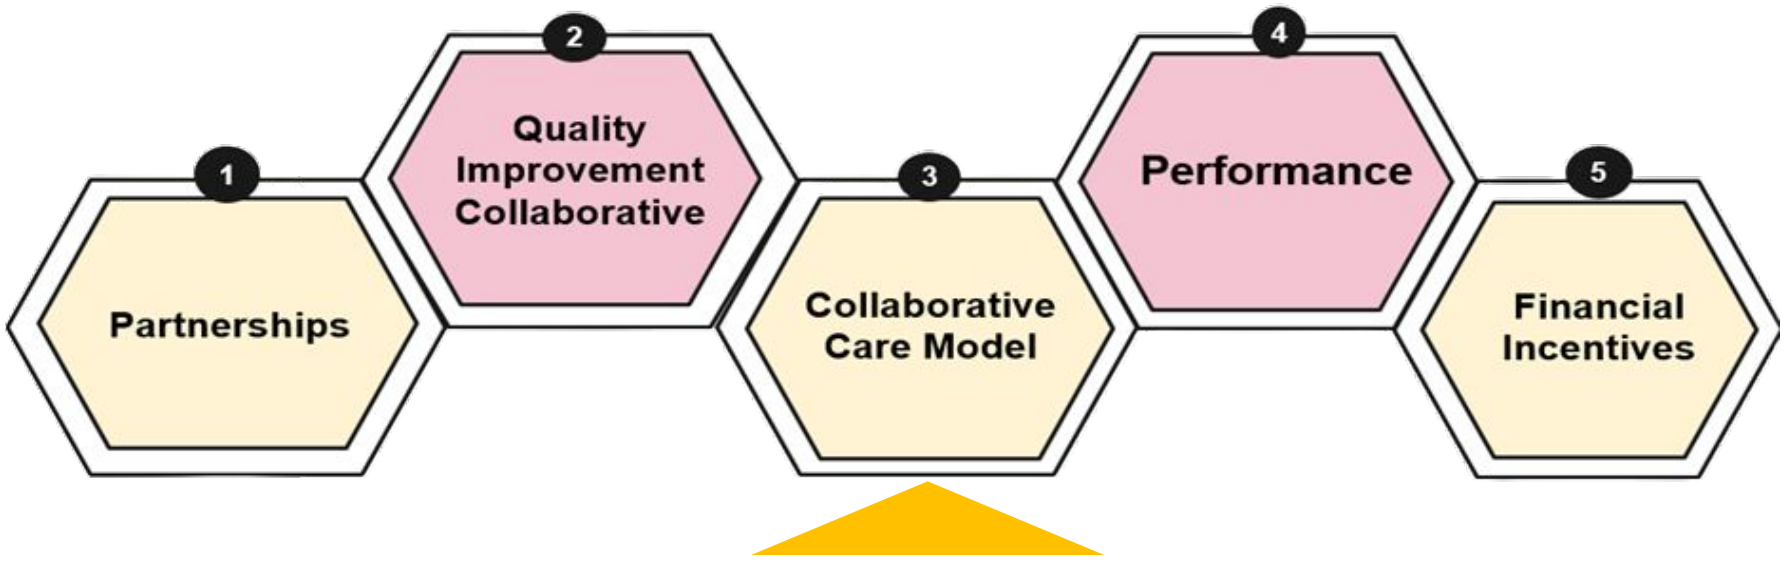 1
Partnerships
2
Quality
Improvement
Collaborative
3
Collaborative
Care Model
4
Performance
5
Financial
Incentives